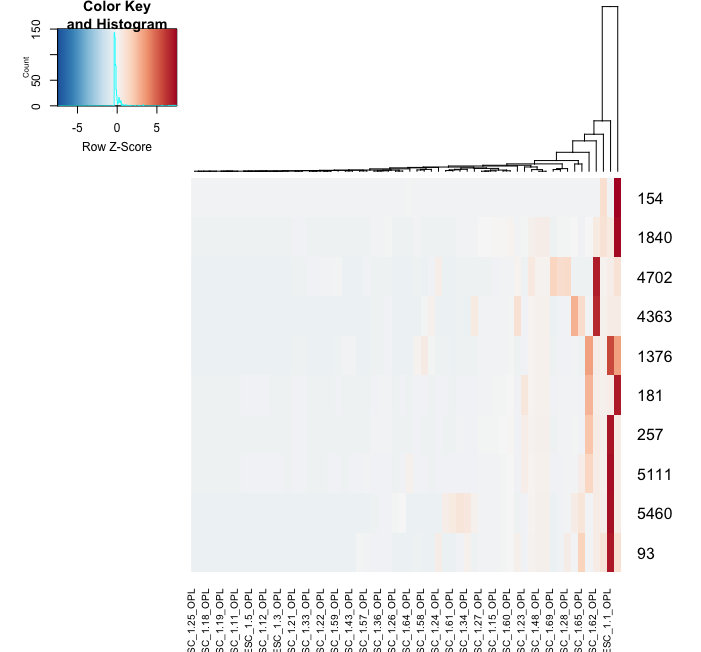 Color Key
and Histogram
Count
0
50
150
-5
0
5
Row Z-Score
154
1840
4702
4363
1376
181
257
5111
5460
93
SC_1.25_OPL
SC_1.18_OPL
SC_1.19_OPL
SC_1.11_OPL
ESC_1.5_OPL
SC_1.12_OPL
ESC_1.3_OPL
SC_1.21_OPL
SC_1.33_OPL
SC_1.22_OPL
SC_1.59_OPL
SC_1.43_OPL
SC_1.57_OPL
SC_1.36_OPL
SC_1.26_OPL
SC_1.64_OPL
SC_1.58_OPL
SC_1.24_OPL
SC_1.61_OPL
SC_1.34_OPL
SC_1.27_OPL
SC_1.15_OPL
SC_1.60_OPL
SC_1.23_OPL
SC_1.48_OPL
SC_1.69_OPL
SC_1.28_OPL
SC_1.65_OPL
SC_1.62_OPL
ESC_1.1_OPL